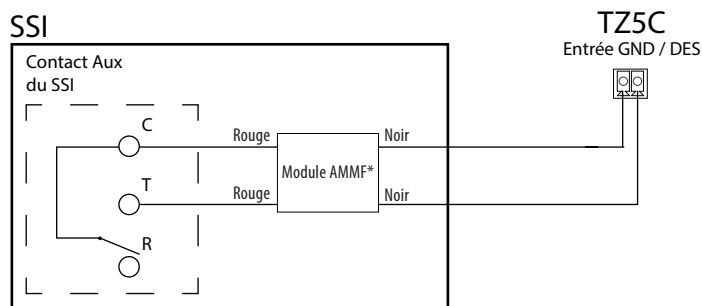 SSI
TZ5C
Entrée GND / DES
Contact Aux
du SSI
C
Rouge
Noir
Module AMMF*
T
Rouge
Noir
R